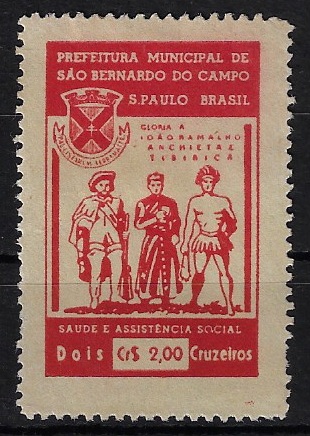 PREFEITURA MUNICIPAL DE
SÃO BERNARDO DO CAMPO
S.PAULO BRASIL
GLORIA A
JOÃO RAMALHO
ANCHIETA E
TIBIRIÇÁ
SAUDE E ASSISTÊNCIA SOCIAL
Dois Cr$ 2,00 Cruzeiros